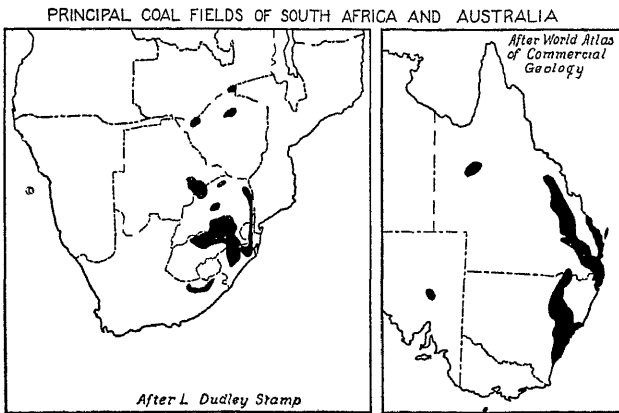 PRINCIPAL COAL FIELDS OF SOUTH AFRICA AND AUSTRALIA
After World Atlas
of Commercial
Geology
After L Dudley Stamp